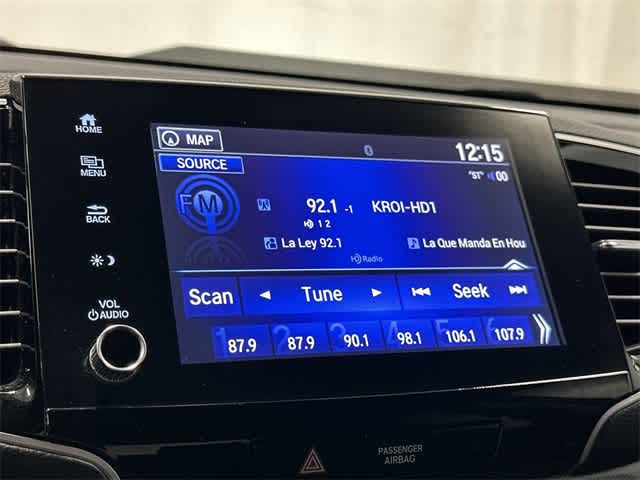 HOME
MENU
BACK
VOL
AUDIO
MAP
12:15
SOURCE
"ST" 00
FM
92.1 -1 KROI-HD1
HD 1 2
La Ley 92.1 La Que Manda En Hou
HD Radio
Scan Tune Seek
1 87.9 2 87.9 3 90.1 4 98.1 5 106.1 6 107.9
PASSENGER
AIRBAG